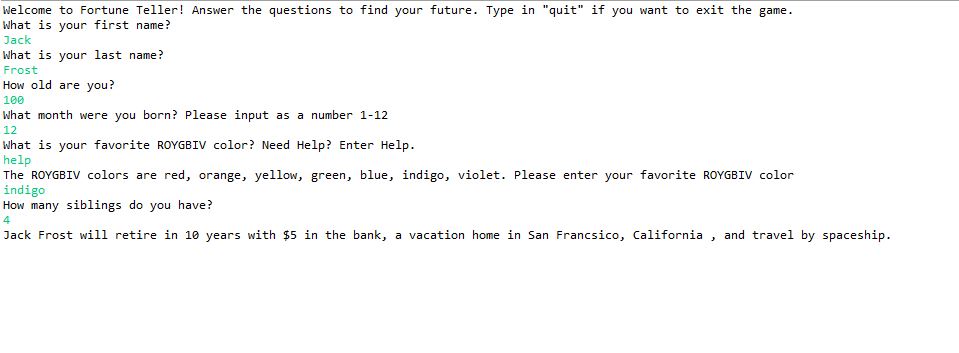 Welcome to Fortune Teller! Answer the questions to find your future. Type in "quit" if you want to exit the game.
What is your first name?
Jack
What is your last name?
Frost
How old are you?
100
What month were you born? Please input as a number 1-12
12
What is your favorite ROYGBIV color? Need Help? Enter Help.
help
The ROYGBIV colors are red, orange, yellow, green, blue, indigo, violet. Please enter your favorite ROYGBIV color
indigo
How many siblings do you have?
4
Jack Frost will retire in 10 years with $5 in the bank, a vacation home in San Francsico, California , and travel by spaceship.